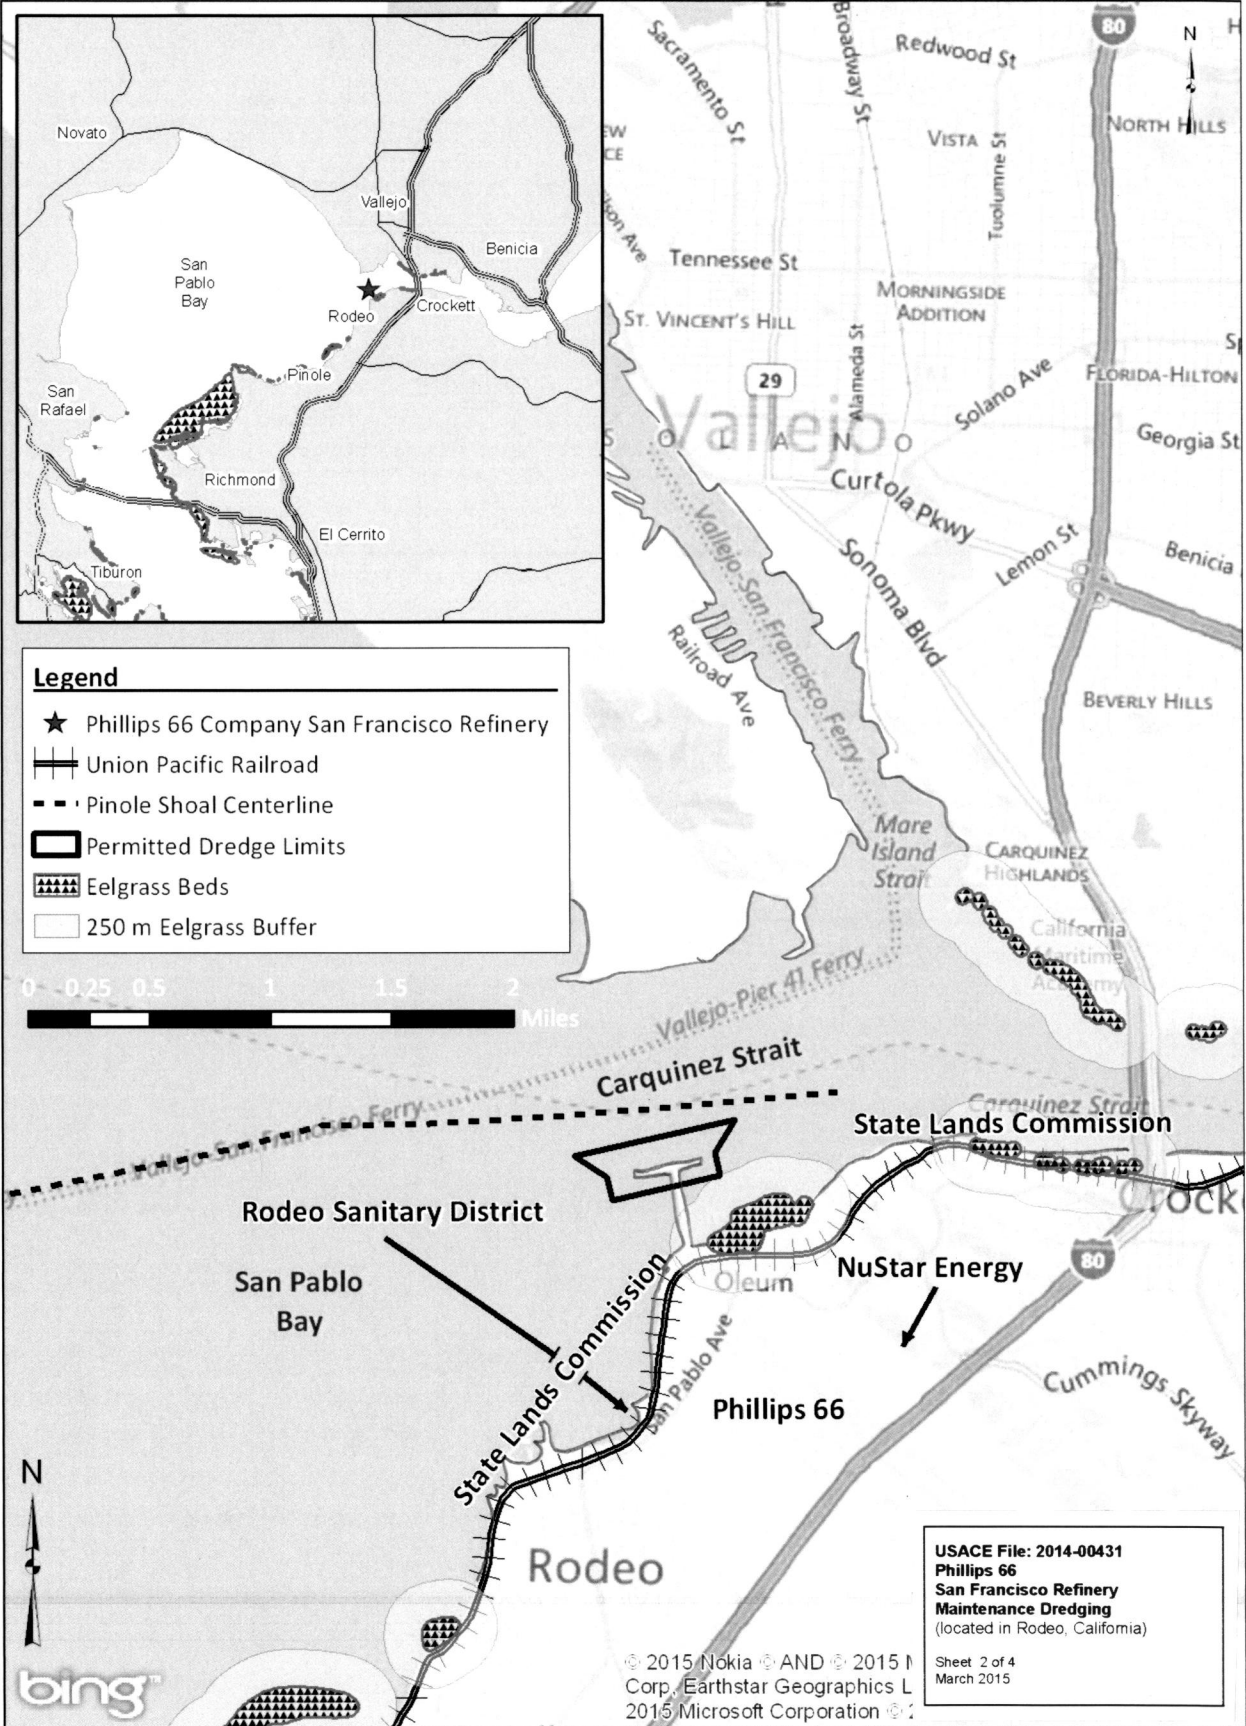 Novato
Vallejo
San
Pablo
Bay
Benicia
Rodeo
Crockett
Pinole
San
Rafael
Richmond
El Cerrito
Tiburon
Legend
Phillips 66 Company San Francisco Refinery
Union Pacific Railroad
Pinole Shoal Centerline
Permitted Dredge Limits
Eelgrass Beds
250 m Eelgrass Buffer
0 0.25 0.5 1 1.5 2
Miles
80
N
Sacramento St
Broadway St
Redwood St
NORTH HILLS
VISTA
Tuolumne St
Tennessee St
MORNINGSIDE
ADDITION
ST. VINCENT'S HILL
29
Alameda St
Solano Ave
FLORIDA-HILTON
Vallejo
SOLANO
Georgia St
Curtola Pkwy
Lemon St
Benicia
Sonoma Blvd
Vallejo-San Francisco Ferry
Railroad Ave
BEVERLY HILLS
Mare
Island
Strait
CARQUINEZ
HIGHLANDS
California
Maritime
Academy
Vallejo-Pier 41 Ferry
Carquinez Strait
Vallejo-San Francisco Ferry
Carquinez Strait
State Lands Commission
Rodeo Sanitary District
San Pablo
Bay
State Lands Commission
Oleum
NuStar Energy
80
San Pablo Ave
Phillips 66
Cummings Skyway
N
Rodeo
bing™
© 2015 Nokia © AND © 2015
Corp, Earthstar Geographics
2015 Microsoft Corporation ©
USACE File: 2014-00431
Phillips 66
San Francisco Refinery
Maintenance Dredging
(located in Rodeo, California)
Sheet 2 of 4
March 2015